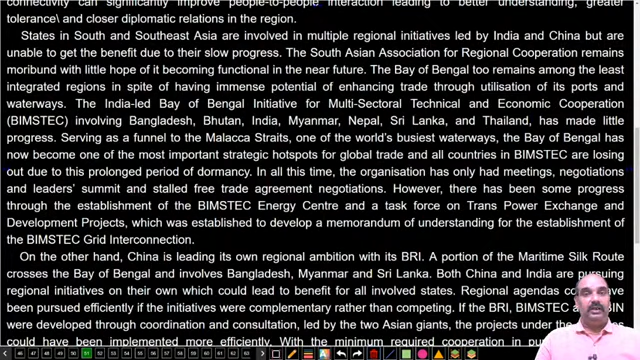 connectivity can significantly improve people-to-people interaction leading to better understanding, greater
tolerance\ and closer diplomatic relations in the region.
States in South and Southeast Asia are involved in multiple regional initiatives led by India and China but are
are unable to get the benefit due to their slow progress. The South Asian Association for Regional Cooperation remains
moribund with little hope of it becoming functional in the near future. The Bay of Bengal too remains among the least
integrated regions in spite of having immense potential of enhancing trade through utilisation of its ports and
waterways. The India-led Bay of Bengal Initiative for Multi-Sectoral Technical and Economic Cooperation
(BIMSTEC) involving Bangladesh, Bhutan, India, Myanmar, Nepal, Sri Lanka, and Thailand, has made little
progress. Serving as a funnel to the Malacca Straits, one of the world's busiest waterways, the Bay of Bengal has
now become one of the most important strategic hotspots for global trade and all countries in BIMSTEC are losing
out due to this prolonged period of dormancy. In all this time, the organisation has only had meetings, negotiations
and leaders' summit and stalled free trade agreement negotiations. However, there has been some progress
through the establishment of the BIMSTEC Energy Centre and a task force on Trans Power Exchange and
Development Projects, which was established to develop a memorandum of understanding for the establishment of
the BIMSTEC Grid Interconnection.
On the other hand, China is leading its own regional ambition with its BRI. A portion of the Maritime Silk Route
crosses the Bay of Bengal and involves Bangladesh, Myanmar and Sri Lanka. Both China and India are pursuing
regional initiatives on their own which could lead to benefit for all involved states. Regional agendas co
been pursued efficiently if the initiatives were complementary rather than competing. If the BRI, BIMSTEC a
were developed through coordination and consultation, led by the two Asian giants, the projects under the
could have been implemented more efficiently. With the minimum required cooperation in